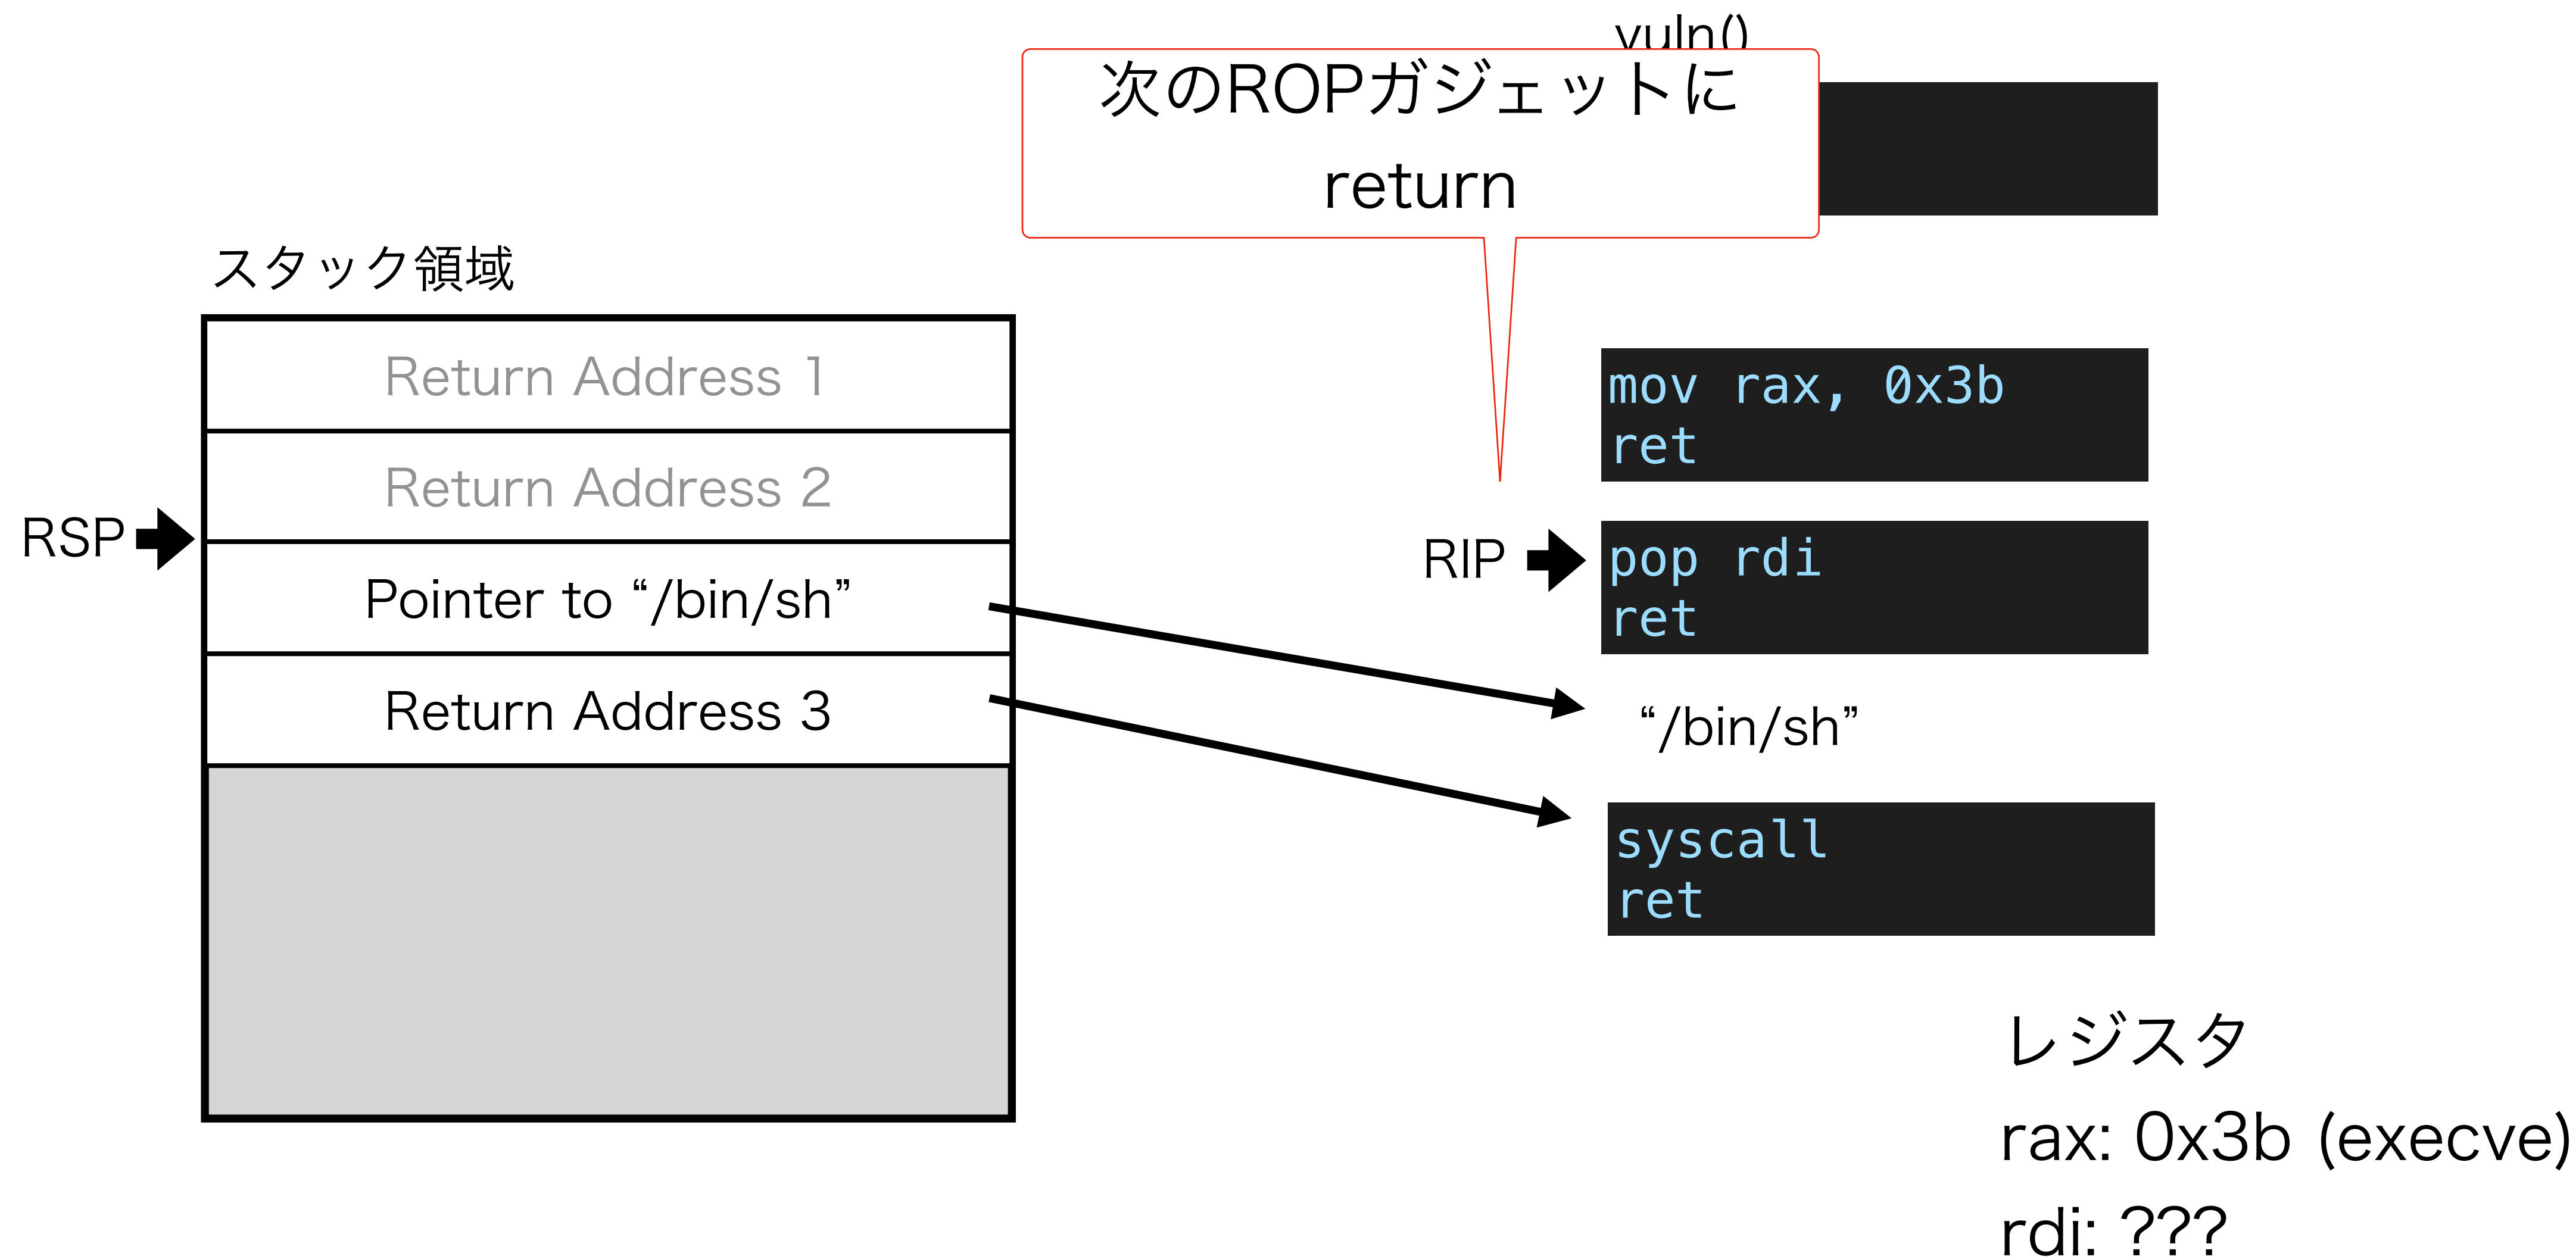 vuln()
次のROPガジェットに
return
スタック領域
Return Address 1
Return Address 2
RSP
Pointer to “/bin/sh”
Return Address 3
mov rax, 0x3b
ret
RIP
pop rdi
ret
“/bin/sh”
syscall
ret
レジスタ
rax: 0x3b (execve)
rdi: ???